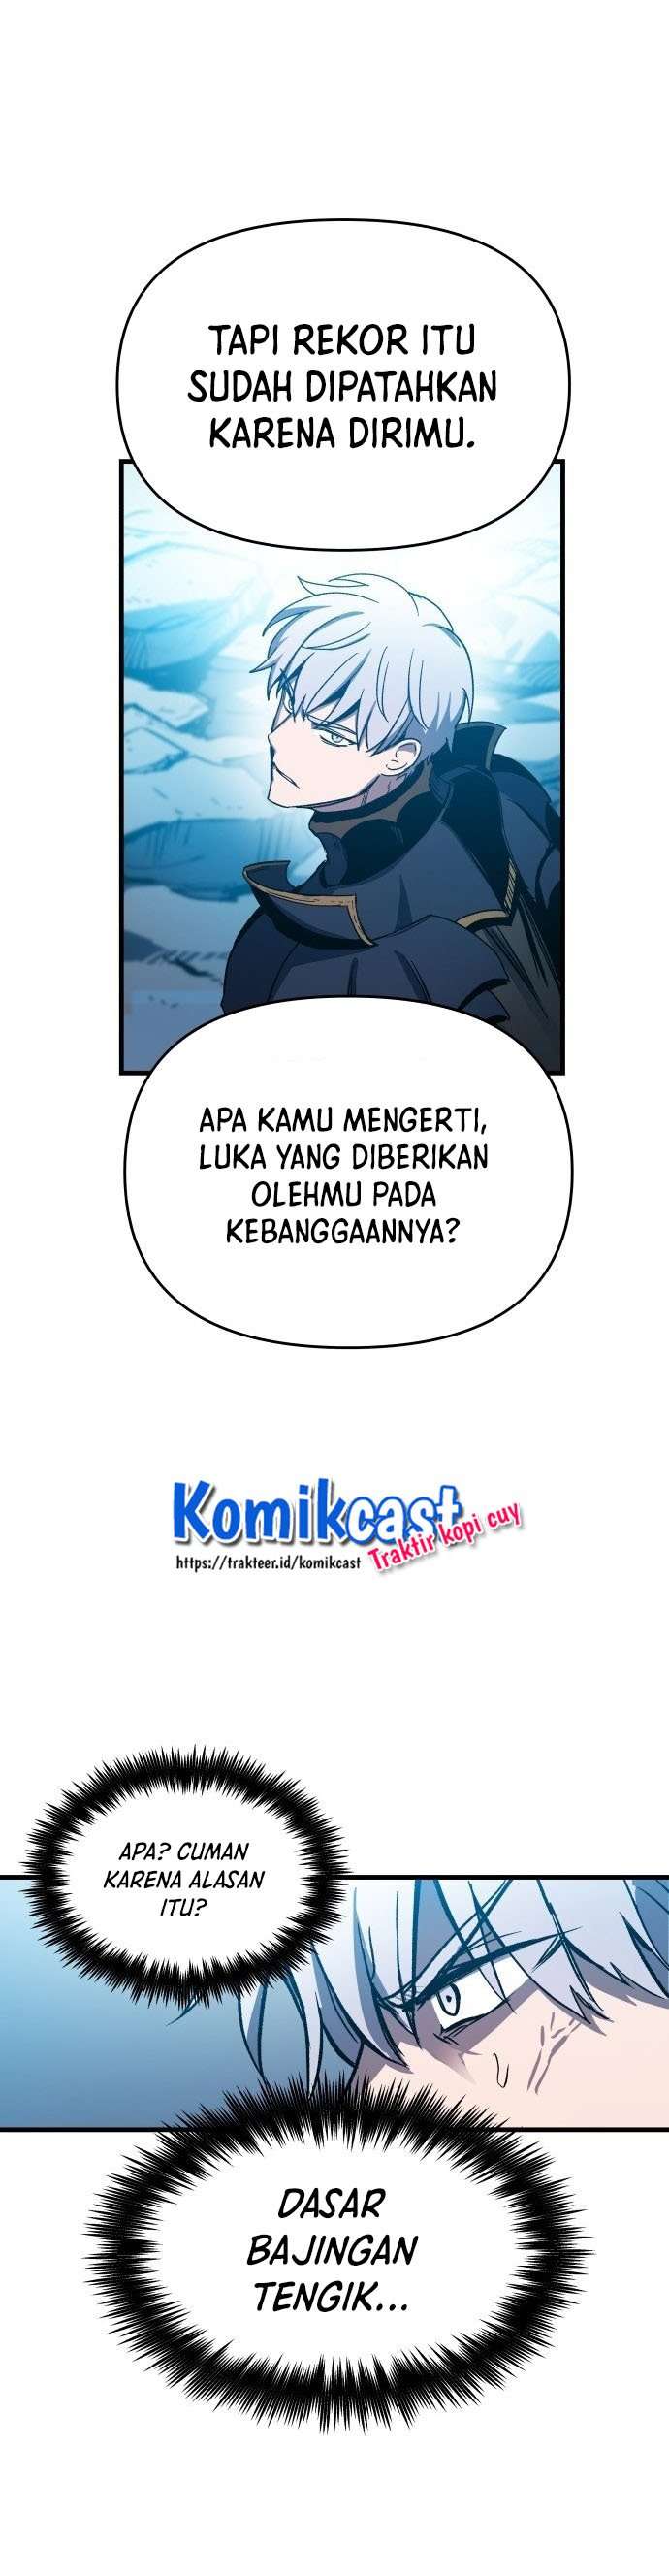 TAPI REKOR ITU
SUDAH DIPATAHKAN
KARENA DIRIMU.
APA KAMU MENGERTI,
LUKA YANG DIBERIKAN
OLEHMU PADA
KEBANGGAANNYA?
Komikcast
https://trakteer.id/komikcast
Traktir kopi cuy
APA? CUMAN
KARENA ALASAN
ITU?
DASAR
BAJINGAN
TENGIK...